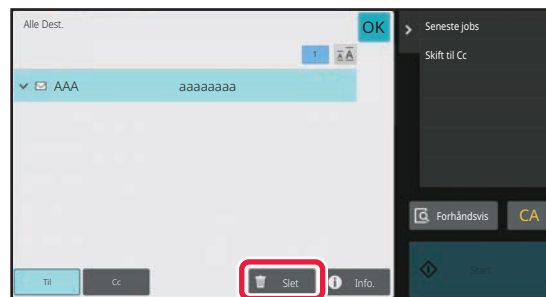 Alle Dest.
OK
1
AAA aaaaaaaa
Til
Cc
Slet
Info.
Seneste jobs
Skift til Cc
Forhåndsvis
CA
Start